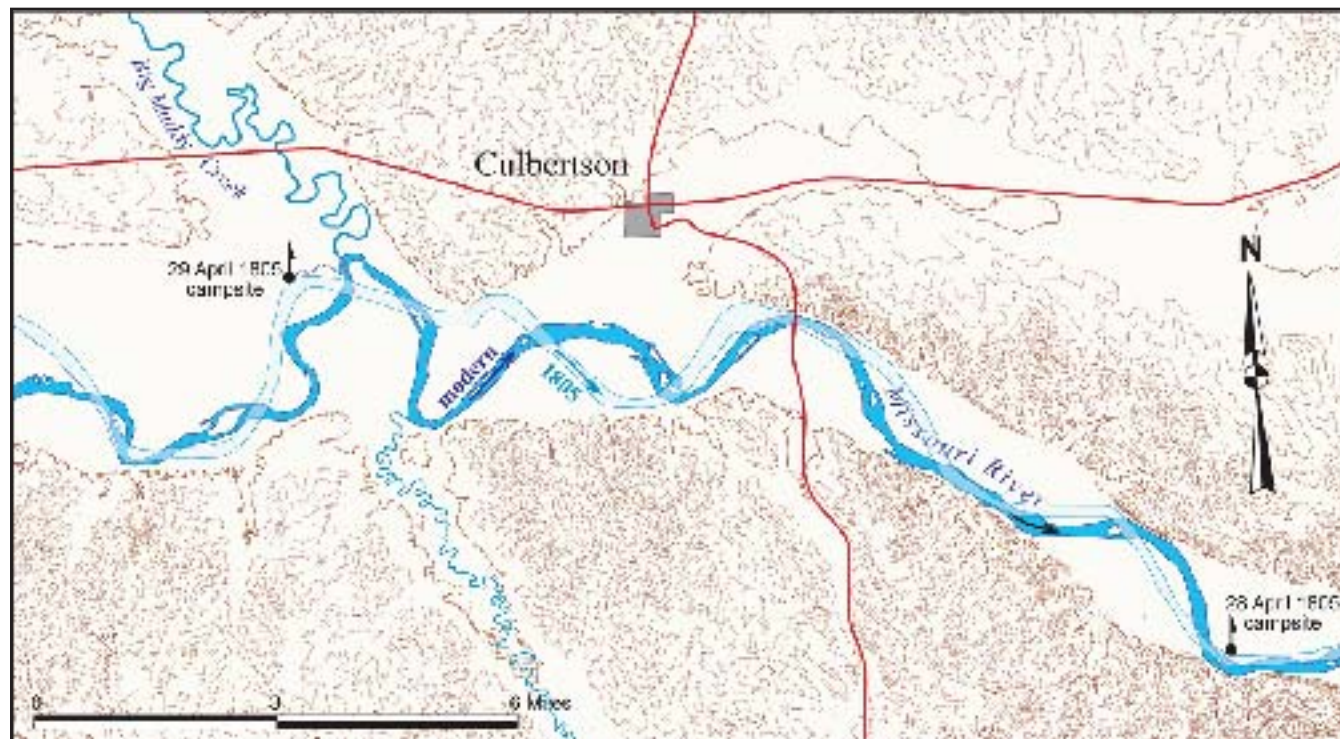 Big Muddy Creek
Culbertson
N
29 April 1805
campsite
modern
1805
Missouri River
28 April 1805
campsite
0 3 6 Miles